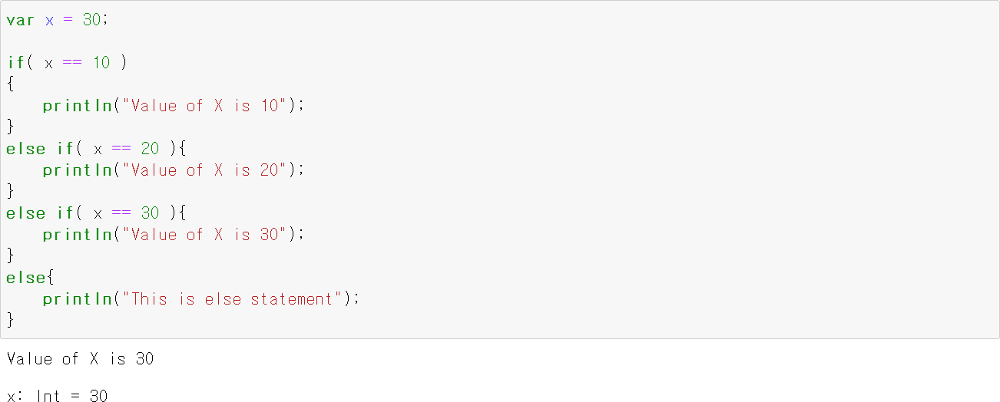 var x = 30;
if( x == 10 )
{
    println("Value of X is 10");
}
else if( x == 20 ){
    println("Value of X is 20");
}
else if( x == 30 ){
    println("Value of X is 30");
}
else{
    println("This is else statement");
}
Value of X is 30
x: Int = 30